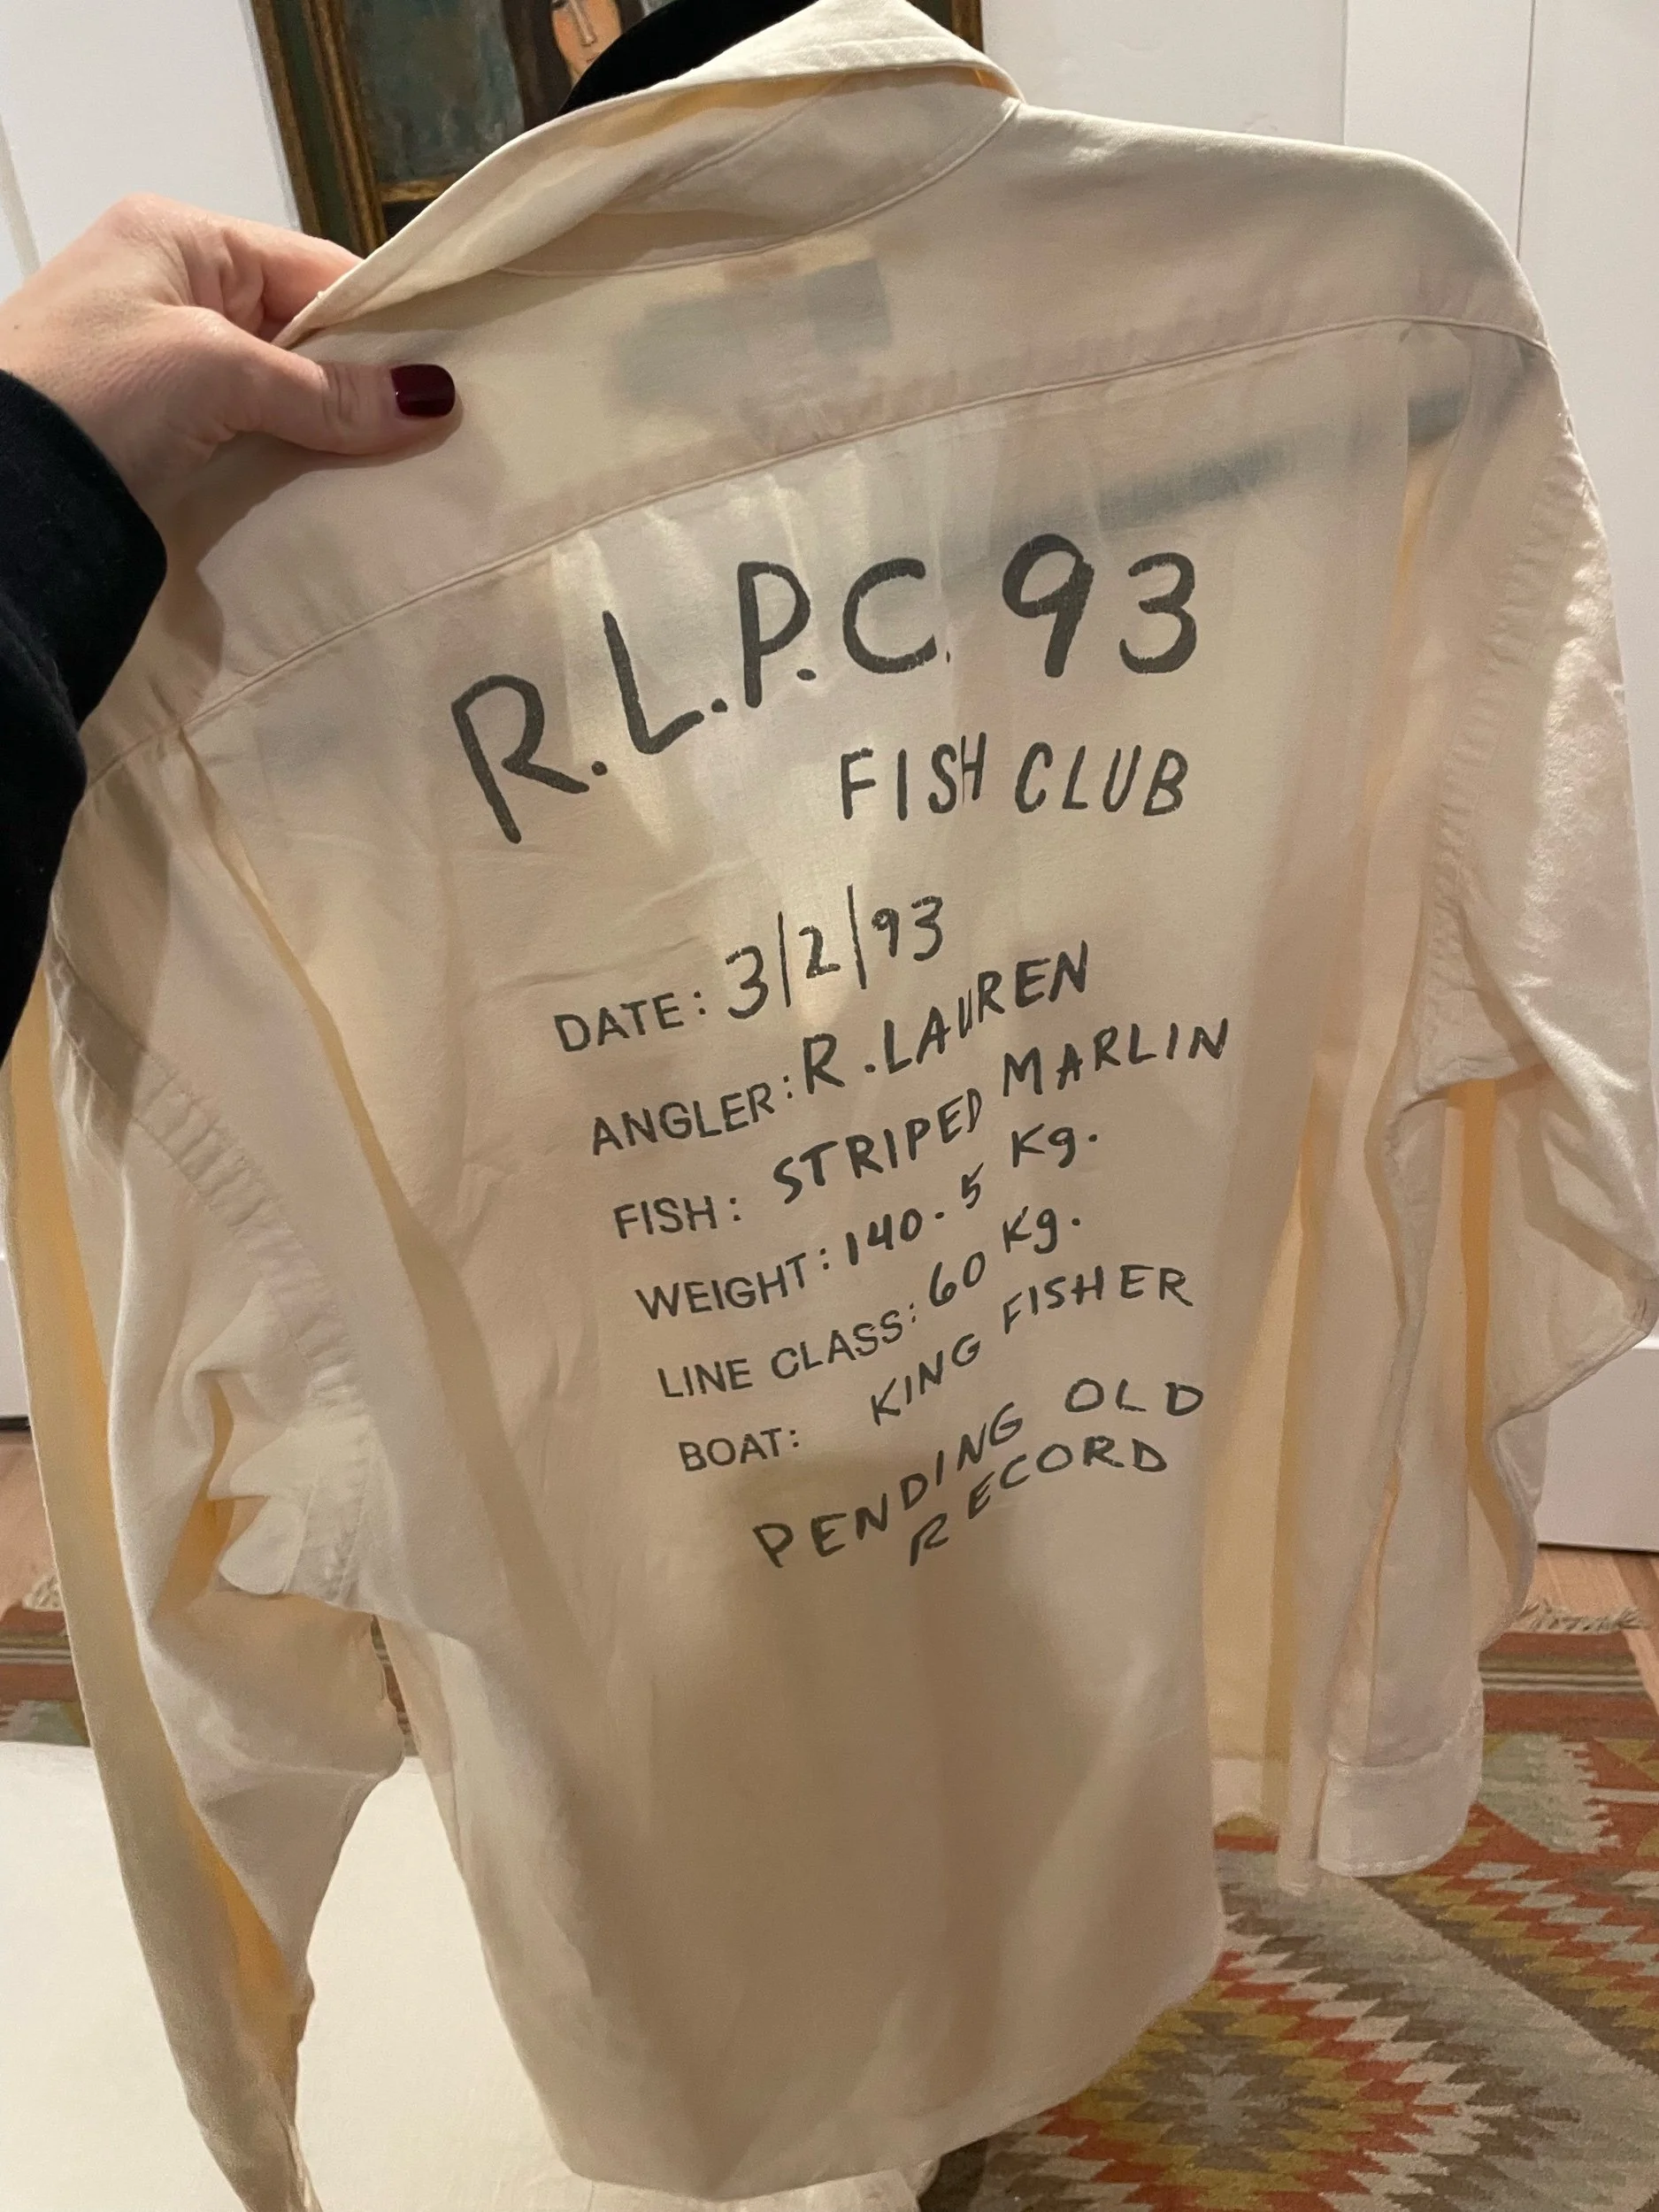 R.L.P.C. 93
FISH CLUB
DATE: 3/2/93
ANGLER: R. LAUREN
FISH: STRIPED MARLIN
WEIGHT: 140.5 Kg.
LINE CLASS: 60 Kg.
BOAT: KING FISHER
PENDING OLD
RECORD